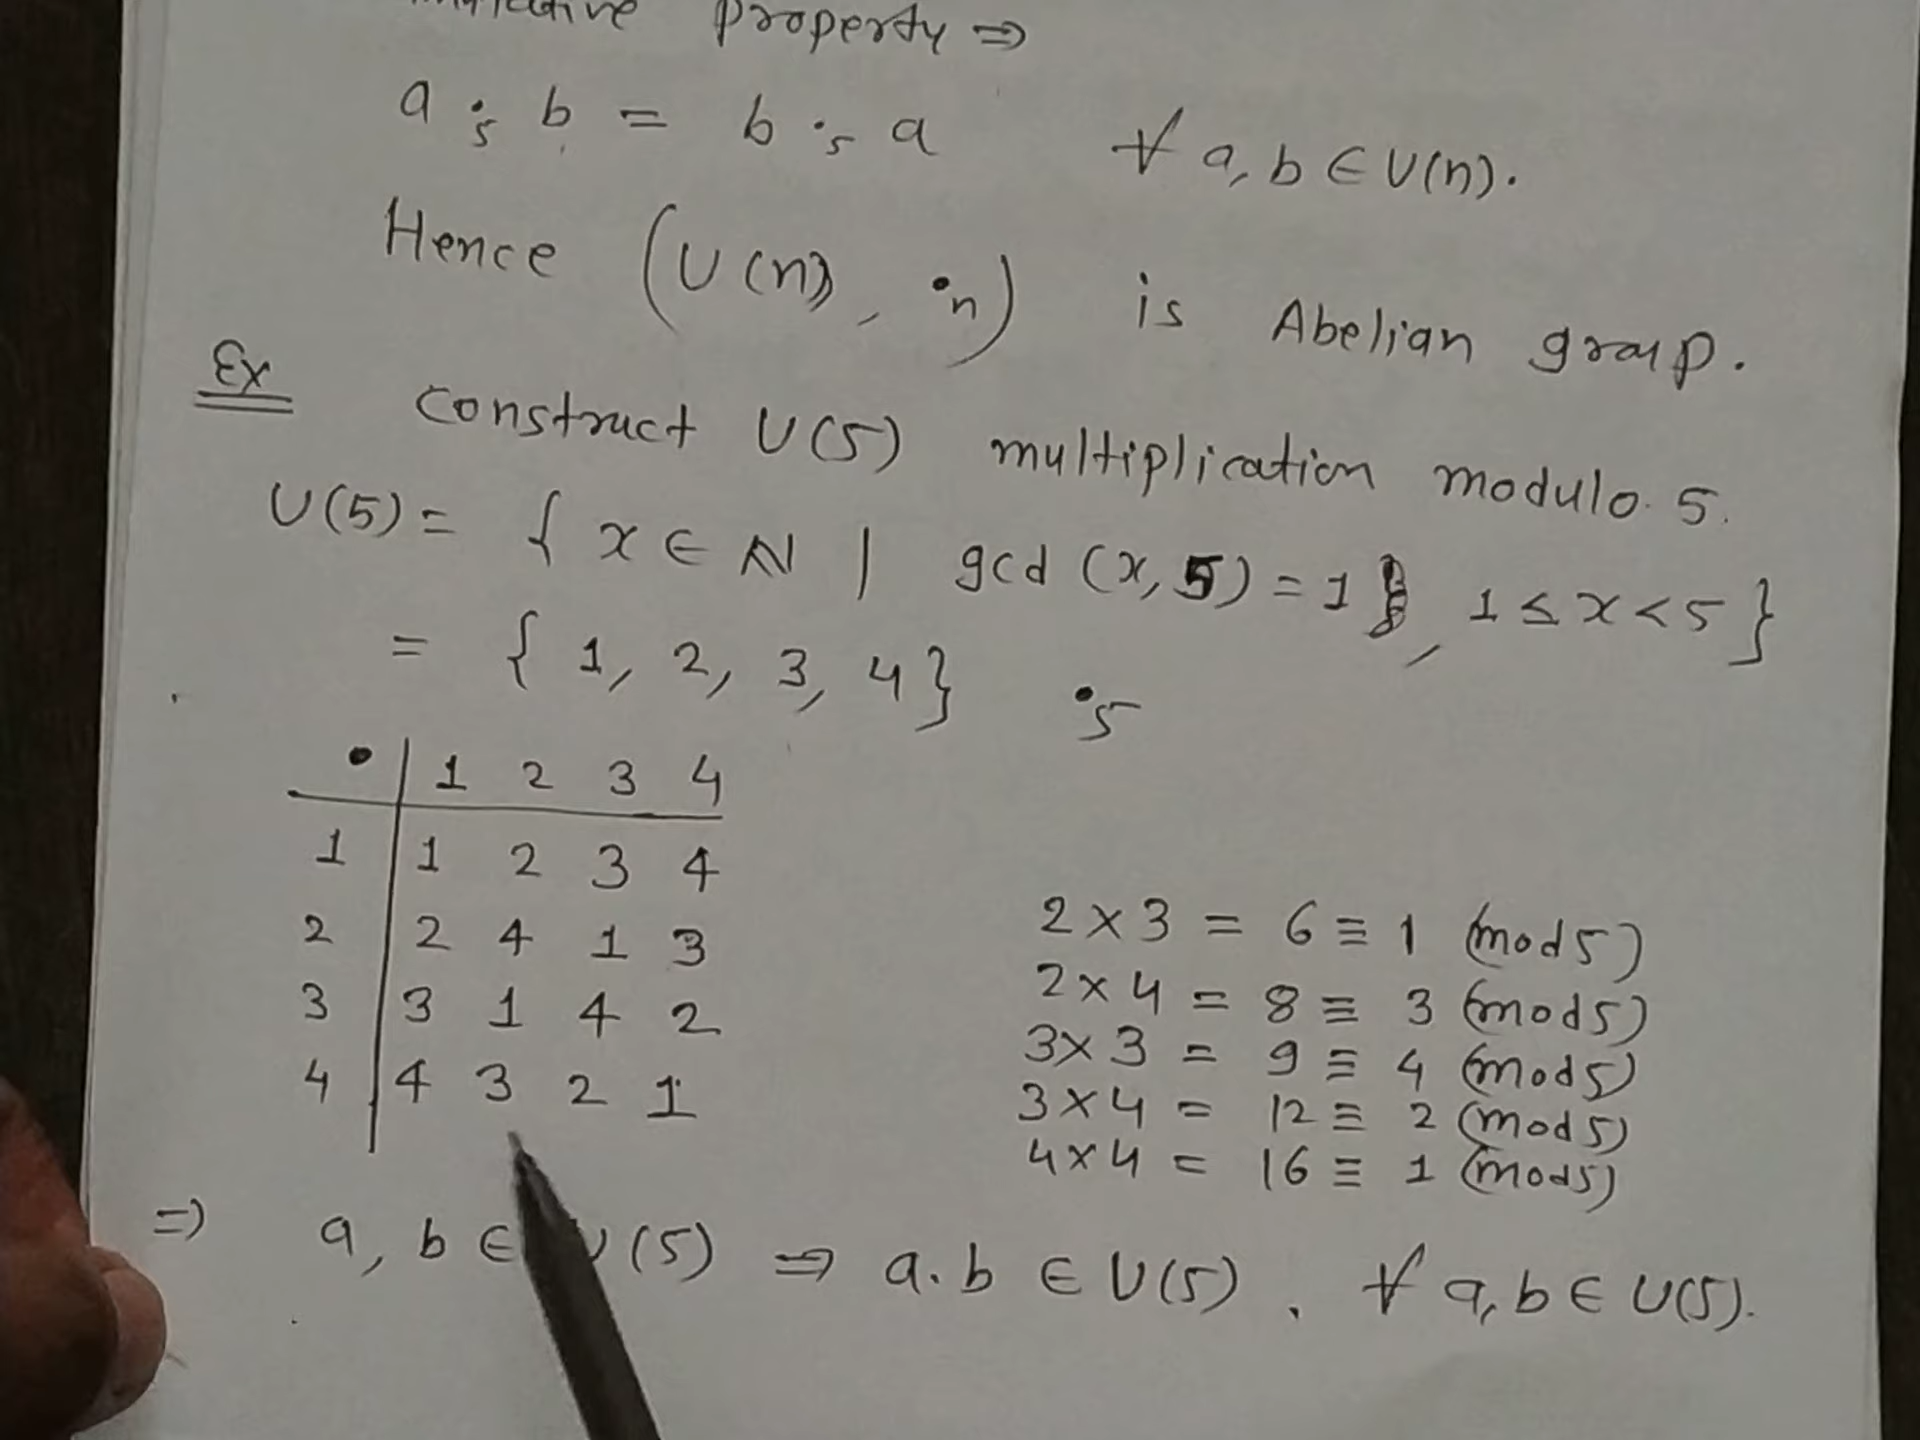 property ⇒
a ·₅ b = b ·₅ a ∀ a, b ∈ U(n).
Hence (U(n), ·n) is Abelian group.
Ex Construct U(5) multiplication modulo 5.
U(5) = { x ∈ N | gcd (x, 5) = 1, 1 ≤ x < 5 }
= { 1, 2, 3, 4 } ·₅
• | 1 2 3 4
1 | 1 2 3 4
2 | 2 4 1 3
3 | 3 1 4 2
4 | 4 3 2 1
2 × 3 = 6 ≡ 1 (mod 5)
2 × 4 = 8 ≡ 3 (mod 5)
3 × 3 = 9 ≡ 4 (mod 5)
3 × 4 = 12 ≡ 2 (mod 5)
4 × 4 = 16 ≡ 1 (mod 5)
⇒ a, b ∈ U(5) ⇒ a.b ∈ U(5). ∀ a, b ∈ U(5).